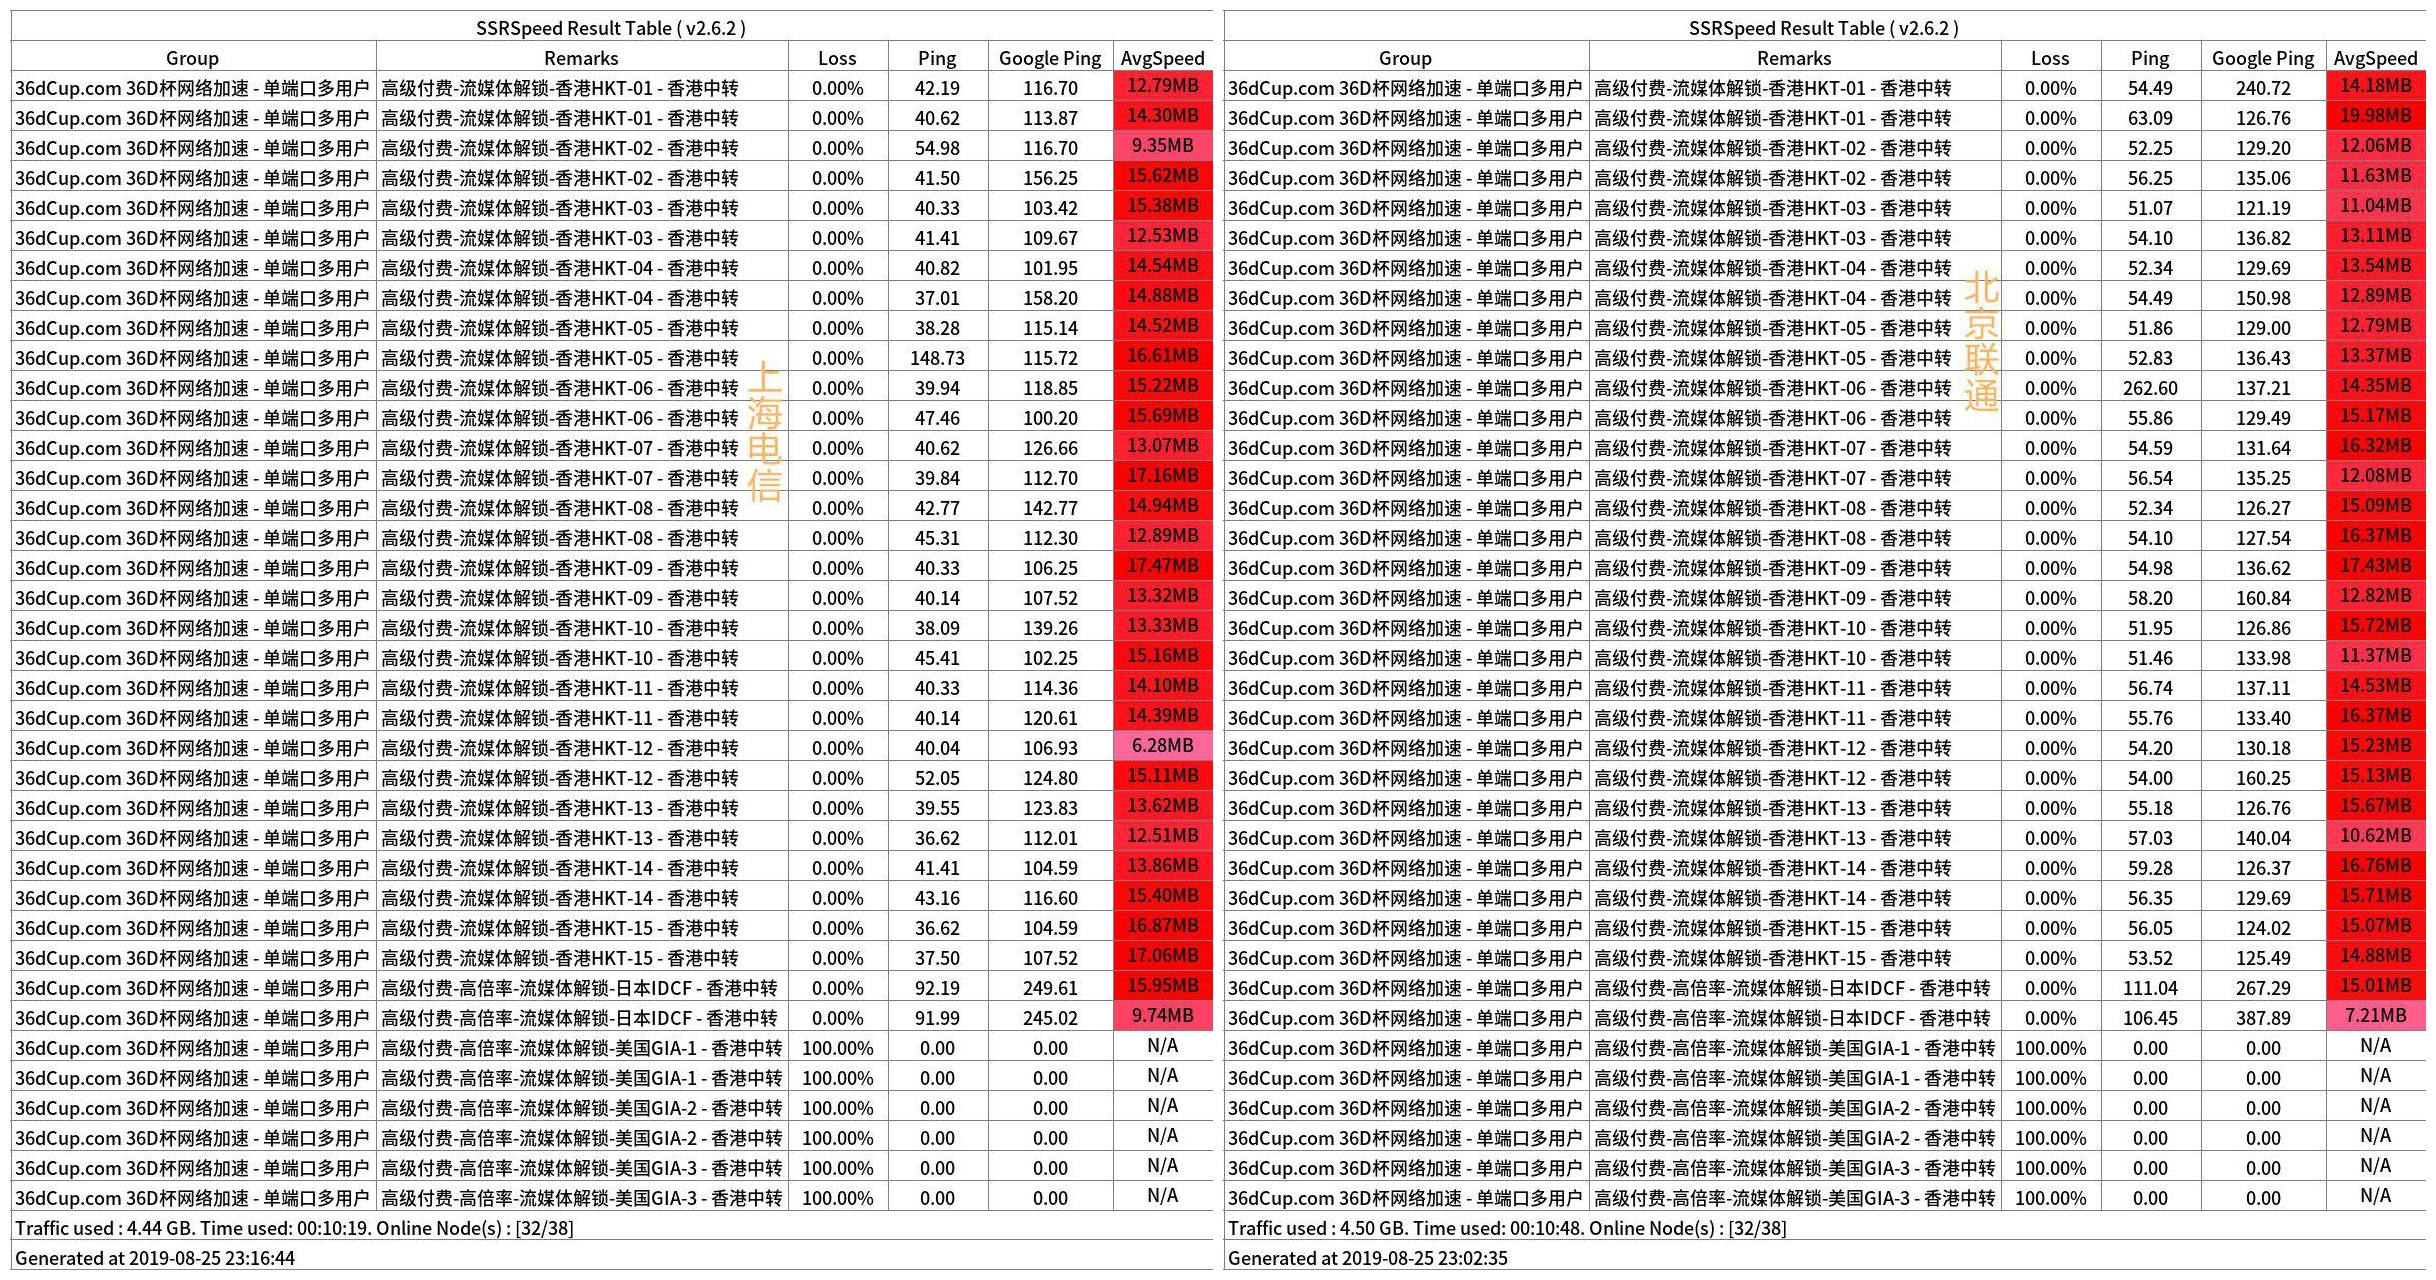 SSRSpeed Result Table ( v2.6.2 )
Group Remarks Loss Ping Google Ping AvgSpeed
36dCup.com 36D杯网络加速 - 单端口多用户 高级付费-流媒体解锁-香港HKT-01 - 香港中转 0.00% 42.19 116.70 12.79MB
36dCup.com 36D杯网络加速 - 单端口多用户 高级付费-流媒体解锁-香港HKT-01 - 香港中转 0.00% 40.62 113.87 14.30MB
36dCup.com 36D杯网络加速 - 单端口多用户 高级付费-流媒体解锁-香港HKT-02 - 香港中转 0.00% 54.98 116.70 9.35MB
36dCup.com 36D杯网络加速 - 单端口多用户 高级付费-流媒体解锁-香港HKT-02 - 香港中转 0.00% 41.50 156.25 15.62MB
36dCup.com 36D杯网络加速 - 单端口多用户 高级付费-流媒体解锁-香港HKT-03 - 香港中转 0.00% 40.33 103.42 15.38MB
36dCup.com 36D杯网络加速 - 单端口多用户 高级付费-流媒体解锁-香港HKT-03 - 香港中转 0.00% 41.41 109.67 12.53MB
36dCup.com 36D杯网络加速 - 单端口多用户 高级付费-流媒体解锁-香港HKT-04 - 香港中转 0.00% 40.82 101.95 14.54MB
36dCup.com 36D杯网络加速 - 单端口多用户 高级付费-流媒体解锁-香港HKT-04 - 香港中转 0.00% 37.01 158.20 14.88MB
36dCup.com 36D杯网络加速 - 单端口多用户 高级付费-流媒体解锁-香港HKT-05 - 香港中转 0.00% 38.28 115.14 14.52MB
36dCup.com 36D杯网络加速 - 单端口多用户 高级付费-流媒体解锁-香港HKT-05 - 香港中转 0.00% 148.73 115.72 16.61MB
36dCup.com 36D杯网络加速 - 单端口多用户 高级付费-流媒体解锁-香港HKT-06 - 香港中转 0.00% 39.94 118.85 15.22MB
36dCup.com 36D杯网络加速 - 单端口多用户 高级付费-流媒体解锁-香港HKT-06 - 香港中转 0.00% 47.46 100.20 15.69MB
36dCup.com 36D杯网络加速 - 单端口多用户 高级付费-流媒体解锁-香港HKT-07 - 香港中转 0.00% 40.62 126.66 13.07MB
36dCup.com 36D杯网络加速 - 单端口多用户 高级付费-流媒体解锁-香港HKT-07 - 香港中转 0.00% 39.84 112.70 17.16MB
36dCup.com 36D杯网络加速 - 单端口多用户 高级付费-流媒体解锁-香港HKT-08 - 香港中转 0.00% 42.77 142.77 14.94MB
36dCup.com 36D杯网络加速 - 单端口多用户 高级付费-流媒体解锁-香港HKT-08 - 香港中转 0.00% 45.31 112.30 12.89MB
36dCup.com 36D杯网络加速 - 单端口多用户 高级付费-流媒体解锁-香港HKT-09 - 香港中转 0.00% 40.33 106.25 17.47MB
36dCup.com 36D杯网络加速 - 单端口多用户 高级付费-流媒体解锁-香港HKT-09 - 香港中转 0.00% 40.14 107.52 13.32MB
36dCup.com 36D杯网络加速 - 单端口多用户 高级付费-流媒体解锁-香港HKT-10 - 香港中转 0.00% 38.09 139.26 13.33MB
36dCup.com 36D杯网络加速 - 单端口多用户 高级付费-流媒体解锁-香港HKT-10 - 香港中转 0.00% 45.41 102.25 15.16MB
36dCup.com 36D杯网络加速 - 单端口多用户 高级付费-流媒体解锁-香港HKT-11 - 香港中转 0.00% 40.33 114.36 14.10MB
36dCup.com 36D杯网络加速 - 单端口多用户 高级付费-流媒体解锁-香港HKT-11 - 香港中转 0.00% 40.14 120.61 14.39MB
36dCup.com 36D杯网络加速 - 单端口多用户 高级付费-流媒体解锁-香港HKT-12 - 香港中转 0.00% 40.04 106.93 6.28MB
36dCup.com 36D杯网络加速 - 单端口多用户 高级付费-流媒体解锁-香港HKT-12 - 香港中转 0.00% 52.05 124.80 15.11MB
36dCup.com 36D杯网络加速 - 单端口多用户 高级付费-流媒体解锁-香港HKT-13 - 香港中转 0.00% 39.55 123.83 13.62MB
36dCup.com 36D杯网络加速 - 单端口多用户 高级付费-流媒体解锁-香港HKT-13 - 香港中转 0.00% 36.62 112.01 12.51MB
36dCup.com 36D杯网络加速 - 单端口多用户 高级付费-流媒体解锁-香港HKT-14 - 香港中转 0.00% 41.41 104.59 13.86MB
36dCup.com 36D杯网络加速 - 单端口多用户 高级付费-流媒体解锁-香港HKT-14 - 香港中转 0.00% 43.16 116.60 15.40MB
36dCup.com 36D杯网络加速 - 单端口多用户 高级付费-流媒体解锁-香港HKT-15 - 香港中转 0.00% 36.62 104.59 16.87MB
36dCup.com 36D杯网络加速 - 单端口多用户 高级付费-流媒体解锁-香港HKT-15 - 香港中转 0.00% 37.50 107.52 17.06MB
36dCup.com 36D杯网络加速 - 单端口多用户 高级付费-高倍率-流媒体解锁-日本IDCF - 香港中转 0.00% 92.19 249.61 15.95MB
36dCup.com 36D杯网络加速 - 单端口多用户 高级付费-高倍率-流媒体解锁-日本IDCF - 香港中转 0.00% 91.99 245.02 9.74MB
36dCup.com 36D杯网络加速 - 单端口多用户 高级付费-高倍率-流媒体解锁-美国GIA-1 - 香港中转 100.00% 0.00 0.00 N/A
36dCup.com 36D杯网络加速 - 单端口多用户 高级付费-高倍率-流媒体解锁-美国GIA-1 - 香港中转 100.00% 0.00 0.00 N/A
36dCup.com 36D杯网络加速 - 单端口多用户 高级付费-高倍率-流媒体解锁-美国GIA-2 - 香港中转 100.00% 0.00 0.00 N/A
36dCup.com 36D杯网络加速 - 单端口多用户 高级付费-高倍率-流媒体解锁-美国GIA-2 - 香港中转 100.00% 0.00 0.00 N/A
36dCup.com 36D杯网络加速 - 单端口多用户 高级付费-高倍率-流媒体解锁-美国GIA-3 - 香港中转 100.00% 0.00 0.00 N/A
36dCup.com 36D杯网络加速 - 单端口多用户 高级付费-高倍率-流媒体解锁-美国GIA-3 - 香港中转 100.00% 0.00 0.00 N/A
Traffic used : 4.44 GB. Time used: 00:10:19. Online Node(s) : [32/38]
Generated at 2019-08-25 23:16:44
上海电信
SSRSpeed Result Table ( v2.6.2 )
Group Remarks Loss Ping Google Ping AvgSpeed
36dCup.com 36D杯网络加速 - 单端口多用户 高级付费-流媒体解锁-香港HKT-01 - 香港中转 0.00% 54.49 240.72 14.18MB
36dCup.com 36D杯网络加速 - 单端口多用户 高级付费-流媒体解锁-香港HKT-01 - 香港中转 0.00% 63.09 126.76 19.98MB
36dCup.com 36D杯网络加速 - 单端口多用户 高级付费-流媒体解锁-香港HKT-02 - 香港中转 0.00% 52.25 129.20 12.06MB
36dCup.com 36D杯网络加速 - 单端口多用户 高级付费-流媒体解锁-香港HKT-02 - 香港中转 0.00% 56.25 135.06 11.63MB
36dCup.com 36D杯网络加速 - 单端口多用户 高级付费-流媒体解锁-香港HKT-03 - 香港中转 0.00% 51.07 121.19 11.04MB
36dCup.com 36D杯网络加速 - 单端口多用户 高级付费-流媒体解锁-香港HKT-03 - 香港中转 0.00% 54.10 136.82 13.11MB
36dCup.com 36D杯网络加速 - 单端口多用户 高级付费-流媒体解锁-香港HKT-04 - 香港中转 0.00% 52.34 129.69 13.54MB
36dCup.com 36D杯网络加速 - 单端口多用户 高级付费-流媒体解锁-香港HKT-04 - 香港中转 0.00% 54.49 150.98 12.89MB
36dCup.com 36D杯网络加速 - 单端口多用户 高级付费-流媒体解锁-香港HKT-05 - 香港中转 0.00% 51.86 129.00 12.79MB
36dCup.com 36D杯网络加速 - 单端口多用户 高级付费-流媒体解锁-香港HKT-05 - 香港中转 0.00% 52.83 136.43 13.37MB
36dCup.com 36D杯网络加速 - 单端口多用户 高级付费-流媒体解锁-香港HKT-06 - 香港中转 0.00% 262.60 137.21 14.35MB
36dCup.com 36D杯网络加速 - 单端口多用户 高级付费-流媒体解锁-香港HKT-06 - 香港中转 0.00% 55.86 129.49 15.17MB
36dCup.com 36D杯网络加速 - 单端口多用户 高级付费-流媒体解锁-香港HKT-07 - 香港中转 0.00% 54.59 131.64 16.32MB
36dCup.com 36D杯网络加速 - 单端口多用户 高级付费-流媒体解锁-香港HKT-07 - 香港中转 0.00% 56.54 135.25 12.08MB
36dCup.com 36D杯网络加速 - 单端口多用户 高级付费-流媒体解锁-香港HKT-08 - 香港中转 0.00% 52.34 126.27 15.09MB
36dCup.com 36D杯网络加速 - 单端口多用户 高级付费-流媒体解锁-香港HKT-08 - 香港中转 0.00% 54.10 127.54 16.37MB
36dCup.com 36D杯网络加速 - 单端口多用户 高级付费-流媒体解锁-香港HKT-09 - 香港中转 0.00% 54.98 136.62 17.43MB
36dCup.com 36D杯网络加速 - 单端口多用户 高级付费-流媒体解锁-香港HKT-09 - 香港中转 0.00% 58.20 160.84 12.82MB
36dCup.com 36D杯网络加速 - 单端口多用户 高级付费-流媒体解锁-香港HKT-10 - 香港中转 0.00% 51.95 126.86 15.72MB
36dCup.com 36D杯网络加速 - 单端口多用户 高级付费-流媒体解锁-香港HKT-10 - 香港中转 0.00% 51.46 133.98 11.37MB
36dCup.com 36D杯网络加速 - 单端口多用户 高级付费-流媒体解锁-香港HKT-11 - 香港中转 0.00% 56.74 137.11 14.53MB
36dCup.com 36D杯网络加速 - 单端口多用户 高级付费-流媒体解锁-香港HKT-11 - 香港中转 0.00% 55.76 133.40 16.37MB
36dCup.com 36D杯网络加速 - 单端口多用户 高级付费-流媒体解锁-香港HKT-12 - 香港中转 0.00% 54.20 130.18 15.23MB
36dCup.com 36D杯网络加速 - 单端口多用户 高级付费-流媒体解锁-香港HKT-12 - 香港中转 0.00% 54.00 160.25 15.13MB
36dCup.com 36D杯网络加速 - 单端口多用户 高级付费-流媒体解锁-香港HKT-13 - 香港中转 0.00% 55.18 126.76 15.67MB
36dCup.com 36D杯网络加速 - 单端口多用户 高级付费-流媒体解锁-香港HKT-13 - 香港中转 0.00% 57.03 140.04 10.62MB
36dCup.com 36D杯网络加速 - 单端口多用户 高级付费-流媒体解锁-香港HKT-14 - 香港中转 0.00% 59.28 126.37 16.76MB
36dCup.com 36D杯网络加速 - 单端口多用户 高级付费-流媒体解锁-香港HKT-14 - 香港中转 0.00% 56.35 129.69 15.71MB
36dCup.com 36D杯网络加速 - 单端口多用户 高级付费-流媒体解锁-香港HKT-15 - 香港中转 0.00% 56.05 124.02 15.07MB
36dCup.com 36D杯网络加速 - 单端口多用户 高级付费-流媒体解锁-香港HKT-15 - 香港中转 0.00% 53.52 125.49 14.88MB
36dCup.com 36D杯网络加速 - 单端口多用户 高级付费-高倍率-流媒体解锁-日本IDCF - 香港中转 0.00% 111.04 267.29 15.01MB
36dCup.com 36D杯网络加速 - 单端口多用户 高级付费-高倍率-流媒体解锁-日本IDCF - 香港中转 0.00% 106.45 387.89 7.21MB
36dCup.com 36D杯网络加速 - 单端口多用户 高级付费-高倍率-流媒体解锁-美国GIA-1 - 香港中转 100.00% 0.00 0.00 N/A
36dCup.com 36D杯网络加速 - 单端口多用户 高级付费-高倍率-流媒体解锁-美国GIA-1 - 香港中转 100.00% 0.00 0.00 N/A
36dCup.com 36D杯网络加速 - 单端口多用户 高级付费-高倍率-流媒体解锁-美国GIA-2 - 香港中转 100.00% 0.00 0.00 N/A
36dCup.com 36D杯网络加速 - 单端口多用户 高级付费-高倍率-流媒体解锁-美国GIA-2 - 香港中转 100.00% 0.00 0.00 N/A
36dCup.com 36D杯网络加速 - 单端口多用户 高级付费-高倍率-流媒体解锁-美国GIA-3 - 香港中转 100.00% 0.00 0.00 N/A
36dCup.com 36D杯网络加速 - 单端口多用户 高级付费-高倍率-流媒体解锁-美国GIA-3 - 香港中转 100.00% 0.00 0.00 N/A
Traffic used : 4.50 GB. Time used: 00:10:48. Online Node(s) : [32/38]
Generated at 2019-08-25 23:02:35
北京联通